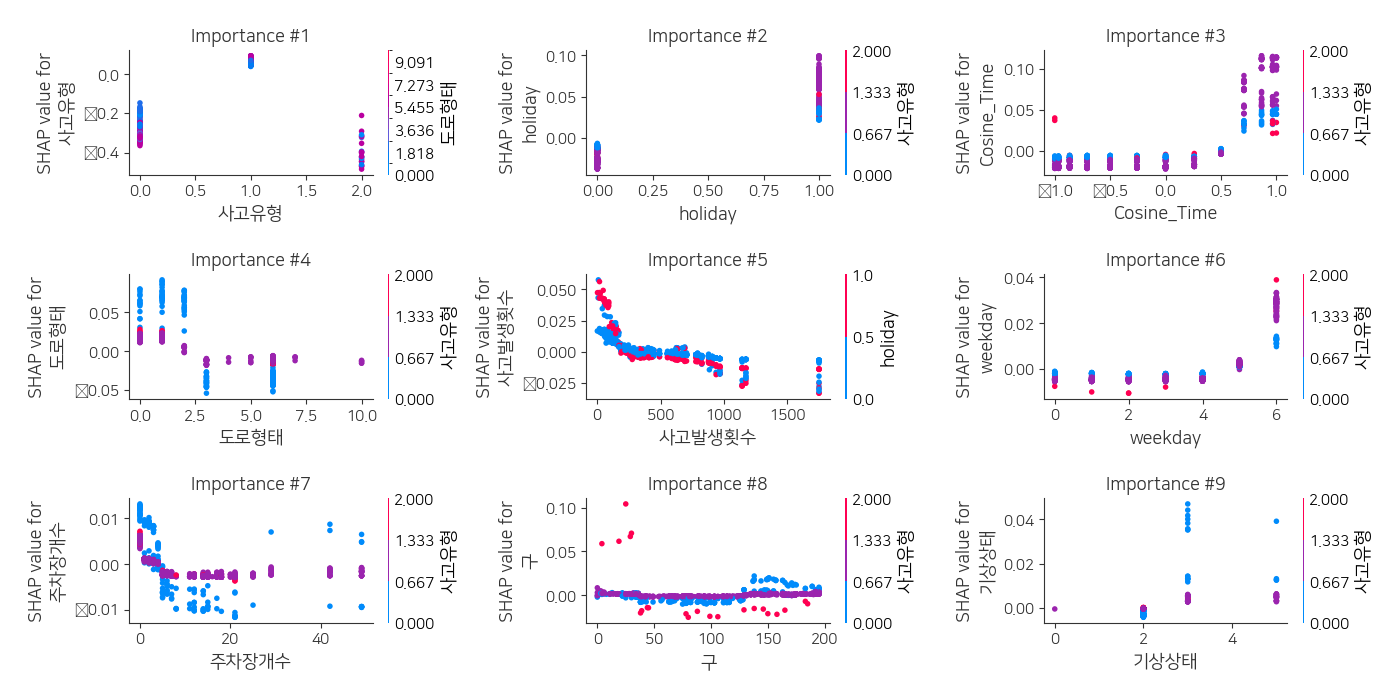 Importance #1
SHAP value for
사고유형
0.0
0.2
0.4
0.0 0.5 1.0 1.5 2.0
사고유형
9.091
7.273
5.455
3.636
1.818
0.000
도로형태
Importance #2
SHAP value for
holiday
0.10
0.05
0.00
0.00 0.25 0.50 0.75 1.00
holiday
2.000
1.333
0.667
0.000
사고유형
Importance #3
SHAP value for
Cosine_Time
0.10
0.05
0.00
1.0 0.5 0.0 0.5 1.0
Cosine_Time
2.000
1.333
0.667
0.000
사고유형
Importance #4
SHAP value for
도로형태
0.05
0.00
0.05
0.0 2.5 5.0 7.5 10.0
도로형태
2.000
1.333
0.667
0.000
사고유형
Importance #5
SHAP value for
사고발생횟수
0.050
0.025
0.000
0.025
0 500 1000 1500
사고발생횟수
1.0
0.5
0.0
holiday
Importance #6
SHAP value for
weekday
0.04
0.02
0.00
0 2 4 6
weekday
2.000
1.333
0.667
0.000
사고유형
Importance #7
SHAP value for
주차장개수
0.01
0.00
0.01
0 20 40
주차장개수
2.000
1.333
0.667
0.000
사고유형
Importance #8
SHAP value for
구
0.10
0.05
0.00
0 50 100 150 200
구
2.000
1.333
0.667
0.000
사고유형
Importance #9
SHAP value for
기상상태
0.04
0.02
0.00
0 2 4
기상상태
2.000
1.333
0.667
0.000
사고유형